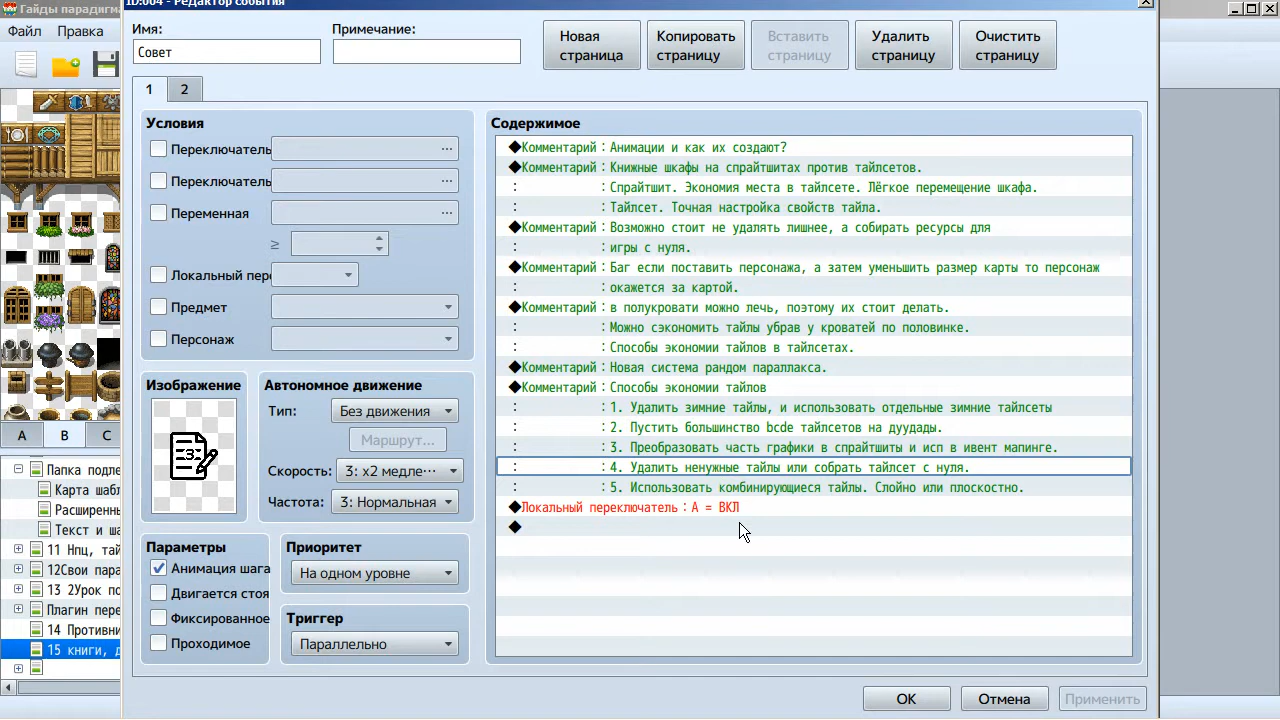 Гайды парадигма
ID:004 - Редактор события
Файл
Правка
Имя:
Примечание:
Совет
Новая
страница
Копировать
страницу
Вставить
страницу
Удалить
страницу
Очистить
страницу
1
2
Условия
Переключатель
...
Переключатель
...
Переменная
...
≥
Локальный пер
Предмет
Персонаж
Изображение
Автономное движение
Тип:
Без движения
Маршрут...
Скорость:
3: x2 медле···
Частота:
3: Нормальная
Параметры
Анимация шага
Двигается стоя
Фиксированное
Проходимое
Приоритет
На одном уровне
Триггер
Параллельно
Содержимое
◆Комментарий : Анимации и как их создают?
◆Комментарий : Книжные шкафы на спрайтшитах против тайлсетов.
: : Спрайтшит. Экономия места в тайлсете. Лёгкое перемещение шкафа.
: : Тайлсет. Точная настройка свойств тайла.
◆Комментарий : Возможно стоит не удалять лишнее, а собирать ресурсы для
: : игры с нуля.
◆Комментарий : Баг если поставить персонажа, а затем уменьшить размер карты то персонаж
: : окажется за картой.
◆Комментарий : в полукровати можно лечь, поэтому их стоит делать.
: : Можно сэкономить тайлы убрав у кроватей по половинке.
: : Способы экономии тайлов в тайлсетах.
◆Комментарий : Новая система рандом параллакса.
◆Комментарий : Способы экономии тайлов
: : 1. Удалить зимние тайлы, и использовать отдельные зимние тайлсеты
: : 2. Пустить большинство bcde тайлсетов на дуудады.
: : 3. Преобразовать часть графики в спрайтшиты и исп в ивент мапинге.
: : 4. Удалить ненужные тайлы или собрать тайлсет с нуля.
: : 5. Использовать комбинирующиеся тайлы. Слойно или плоскостно.
◆Локальный переключатель : A = ВКЛ
◆
A
B
C
Папка подле
Карта шабл
Расширенны
Текст и ша
11 Нпц, тай
12Свои пара
13 2Урок по
Плагин пере
14 Противни
15 книги, д
OK
Отмена
Применить